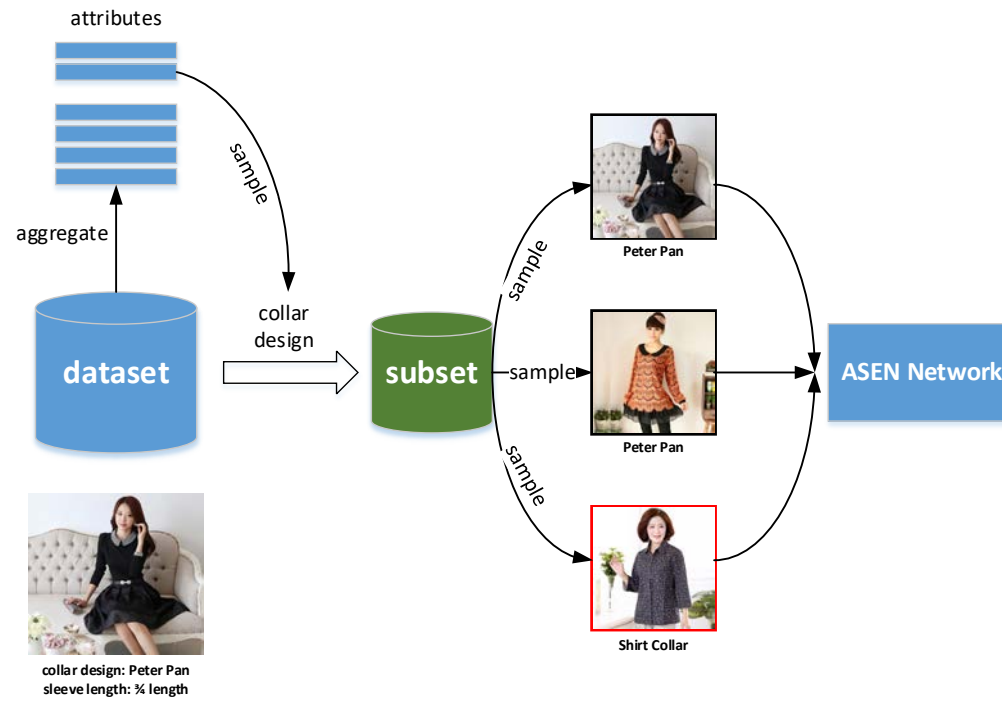 attributes
sample
aggregate
collar
design
dataset
subset
sample
sample
sample
Peter Pan
Peter Pan
Shirt Collar
ASEN Network
collar design: Peter Pan
sleeve length: ¾ length